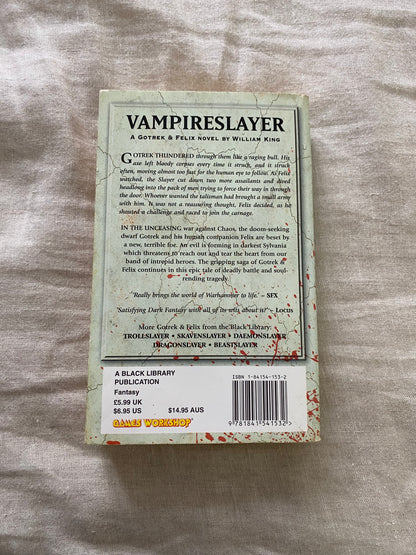 VAMPIRESLAYER
A GOTREK & FELIX NOVEL BY WILLIAM KING
GOTREK THUNDERED through them like a raging bull. His
axe left bloody corpses every time it struck, and it struck
often, moving almost too fast for the human eye to follow. As Felix
watched, the Slayer cut down two more assailants and dived
headlong into the pack of men trying to force their way in through
the door. Whoever wanted the talisman had brought a small army
with him. It was not a reassuring thought, Felix decided, as he
shouted a challenge and raced to join the carnage.
IN THE UNCEASING war against Chaos, the doom-seeking
dwarf Gotrek and his human companion Felix are beset by
a new, terrible foe. An evil is forming in darkest Sylvania
which threatens to reach out and tear the heart from our
band of intrepid heroes. The gripping saga of Gotrek &
Felix continues in this epic tale of deadly battle and soul-
rending tragedy.
'Really brings the world of Warhammer to life.' – SFX
'Satisfying Dark Fantasy with all of its wits about it!' – LOCUS
More Gotrek & Felix from the Black Library
TROLLSLAYER • SKAVENSLAYER • DAEMONSLAYER
DRAGONSLAYER • BEASTSLAYER
A BLACK LIBRARY
PUBLICATION
Fantasy
£5.99 UK
$6.95 US $14.95 AUS
GAMES WORKSHOP
ISBN 1-84154-153-2
9 781841 541532 >